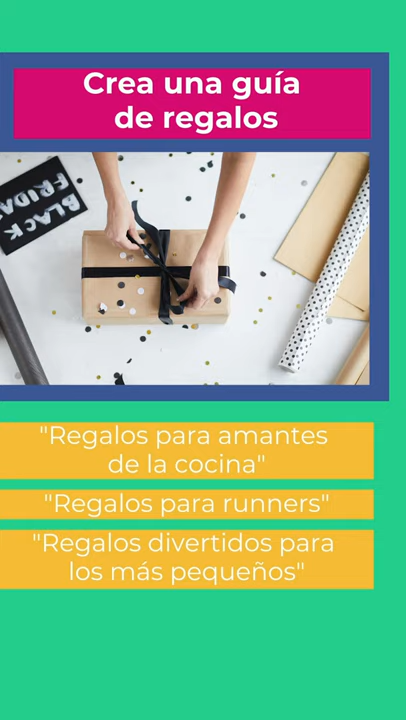 Crea una guía
de regalos
BLACK
FRIDAY
"Regalos para amantes
de la cocina"
"Regalos para runners"
"Regalos divertidos para
los más pequeños"